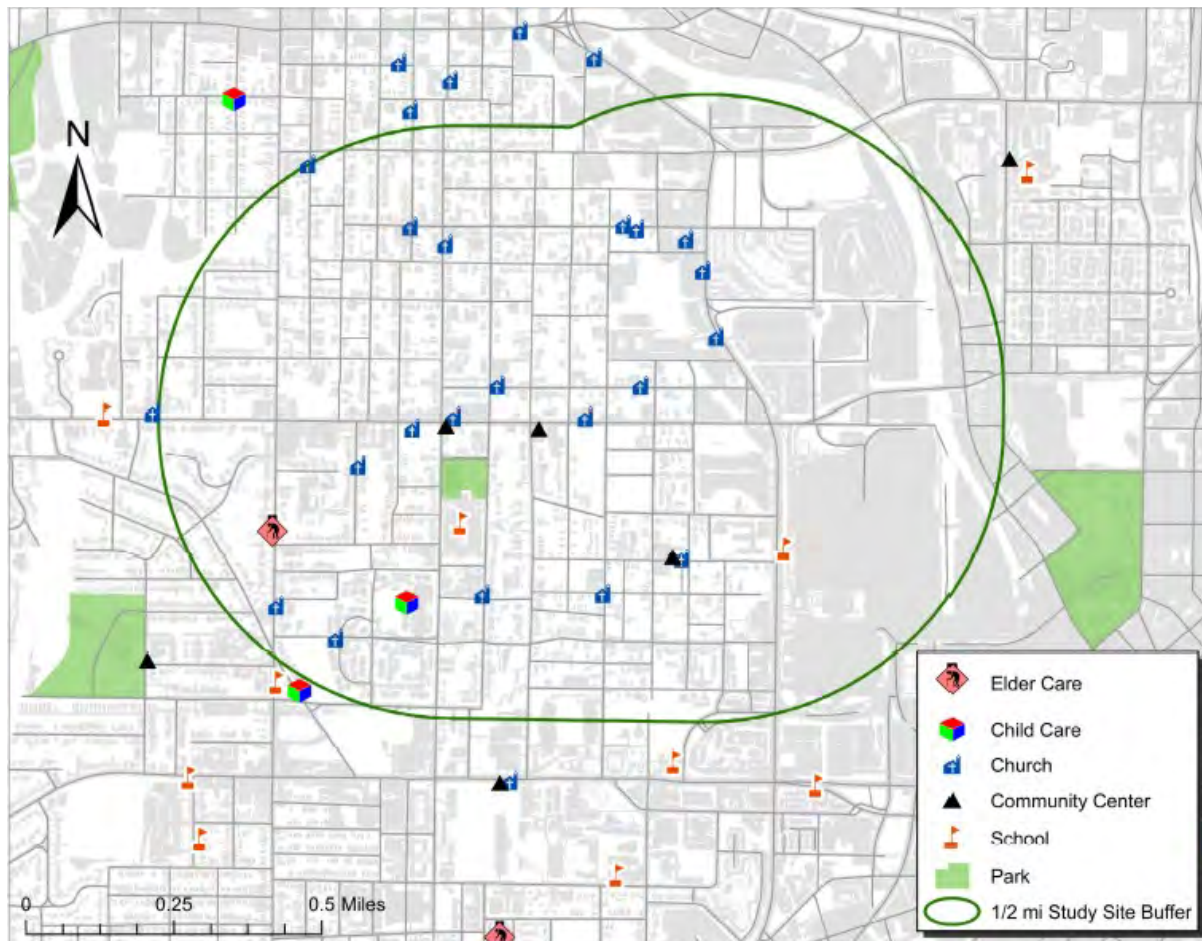 N
Elder Care
Child Care
Church
Community Center
School
Park
1/2 mi Study Site Buffer
0 0.25 0.5 Miles